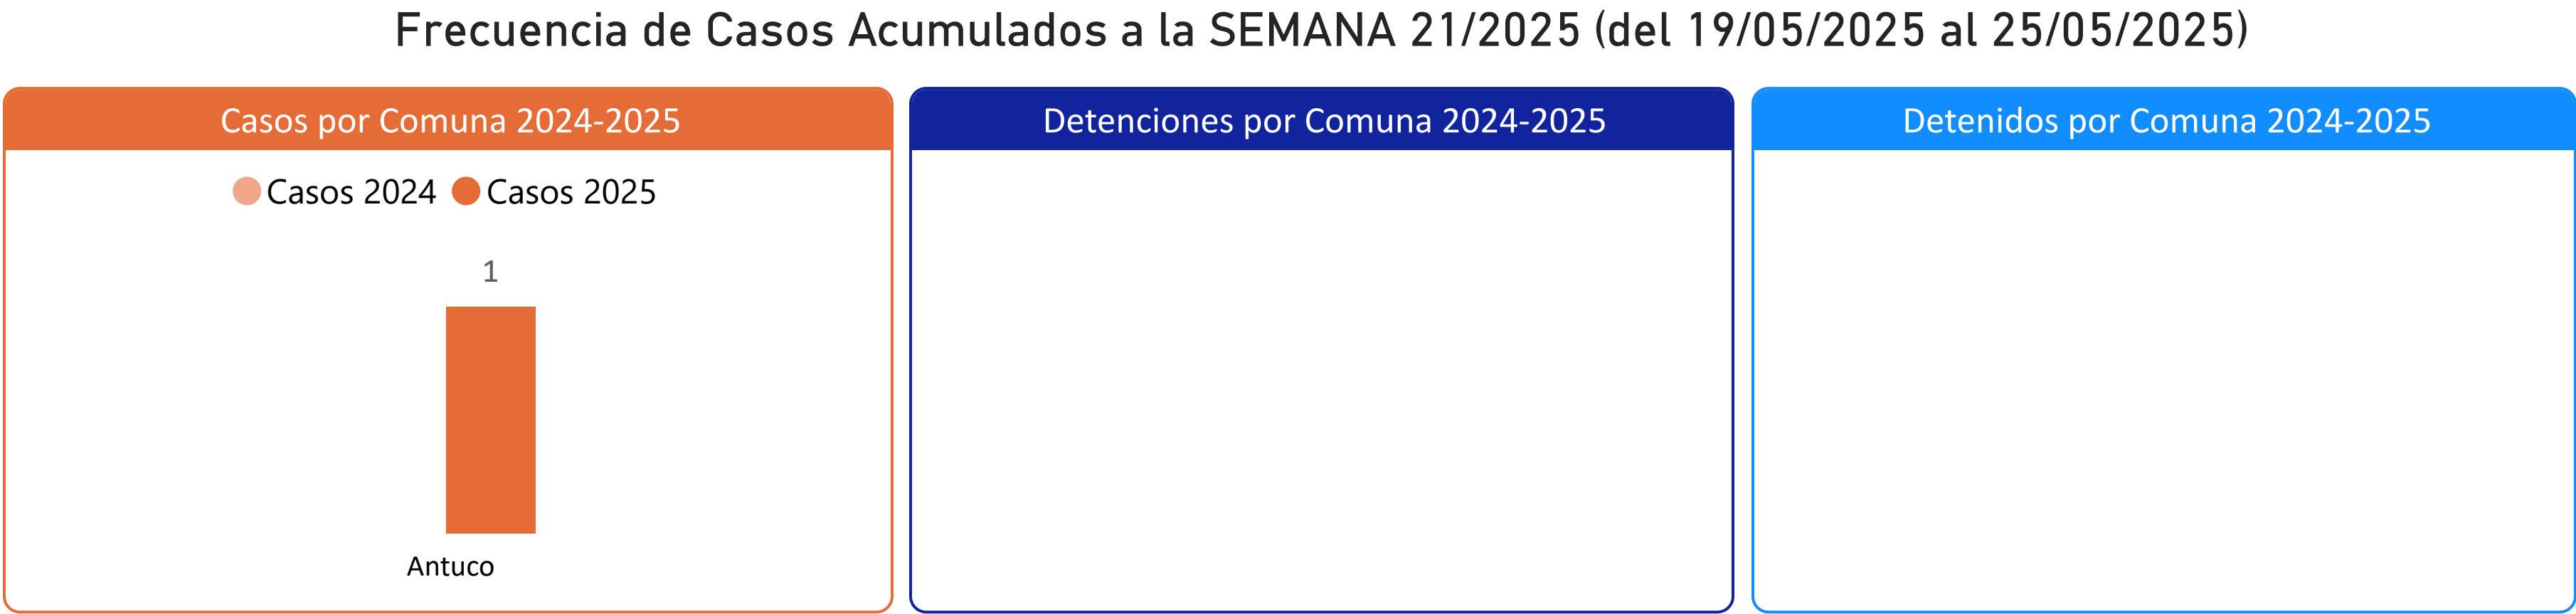 Frecuencia de Casos Acumulados a la SEMANA 21/2025 (del 19/05/2025 al 25/05/2025)
Casos por Comuna 2024-2025
Casos 2024 Casos 2025
1
Antuco
Detenciones por Comuna 2024-2025
Detenidos por Comuna 2024-2025